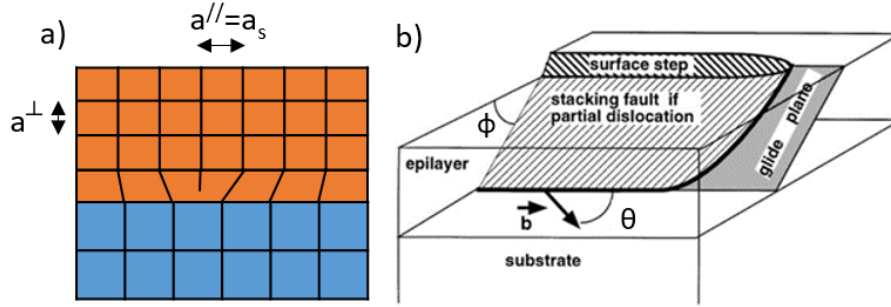 a)
a//=as
a⊥
b)
surface step
stacking fault if
partial dislocation
ϕ
glide plane
epilayer
b
θ
substrate